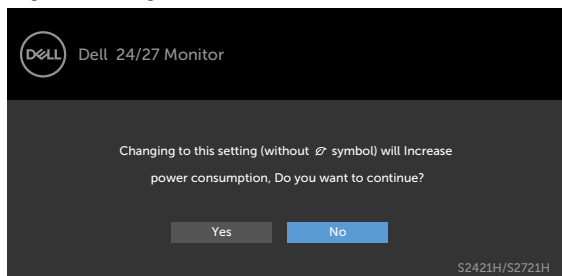 DELL
Dell 24/27 Monitor
Changing to this setting (without symbol) will Increase
power consumption, Do you want to continue?
Yes
No
S2421H/S2721H